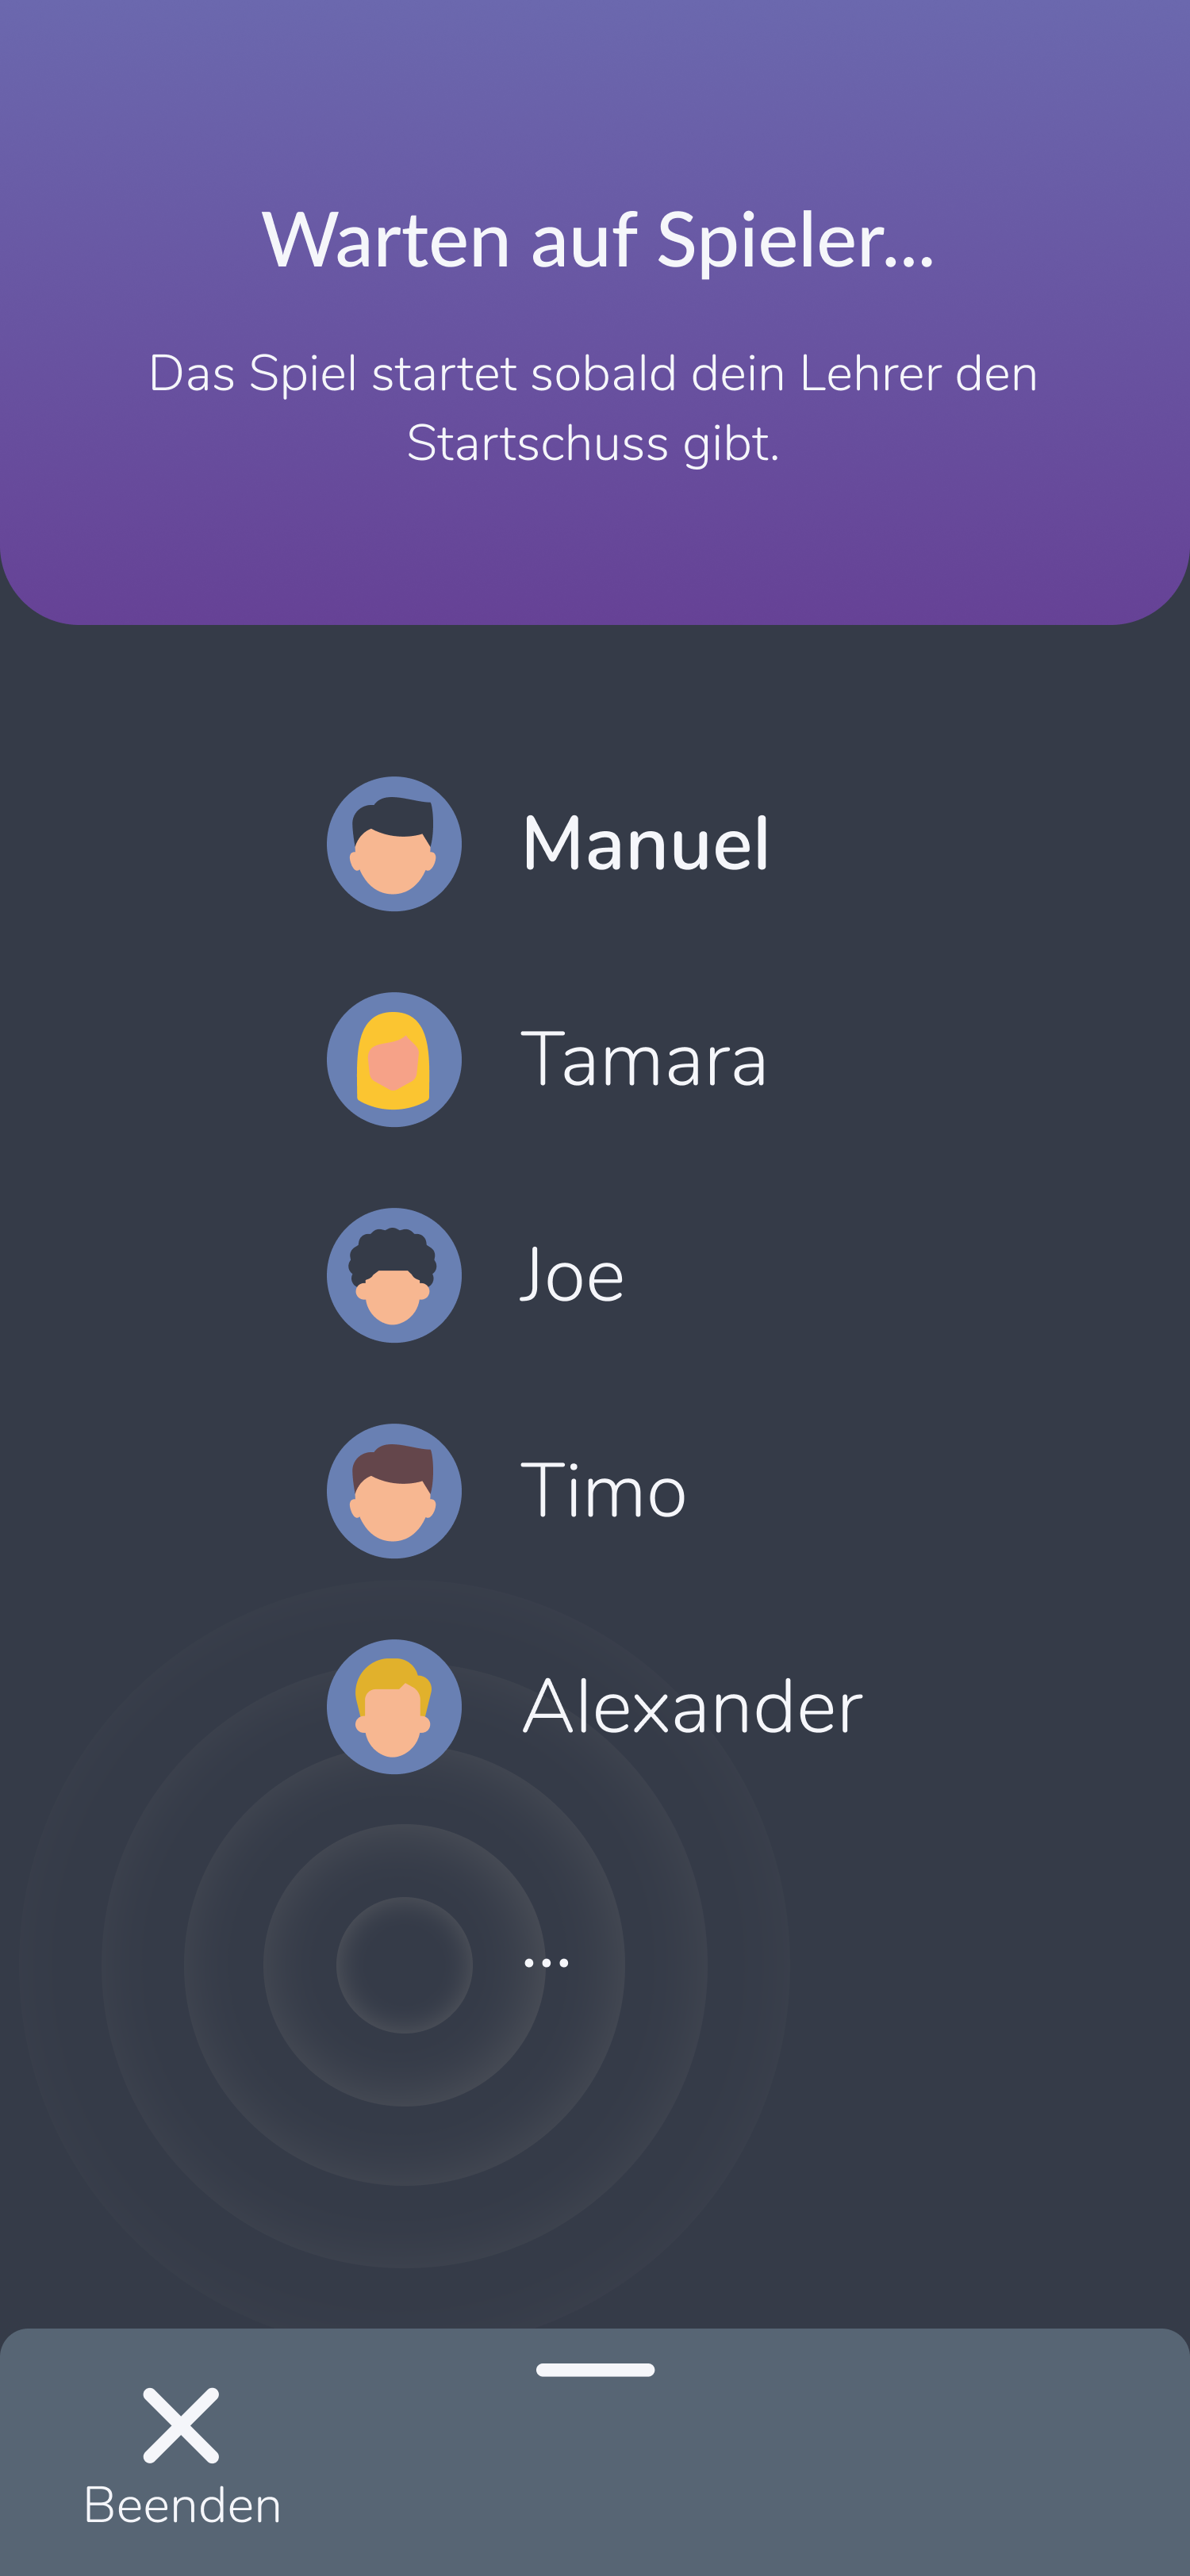 Warten auf Spieler...
Das Spiel startet sobald dein Lehrer den
Startschuss gibt.
Manuel
Tamara
Joe
Timo
Alexander
...
Beenden